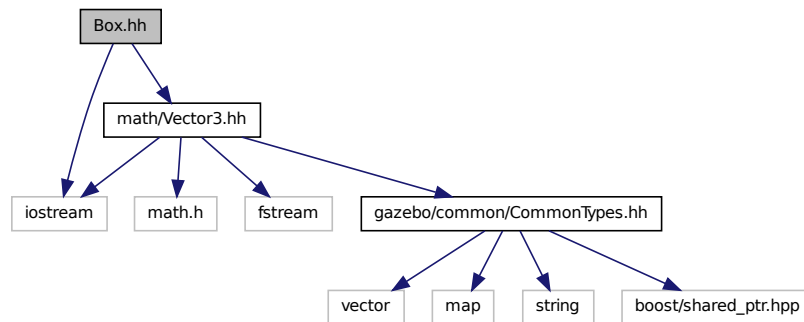 Box.hh
math/Vector3.hh
iostream
math.h
fstream
gazebo/common/CommonTypes.hh
vector
map
string
boost/shared_ptr.hpp